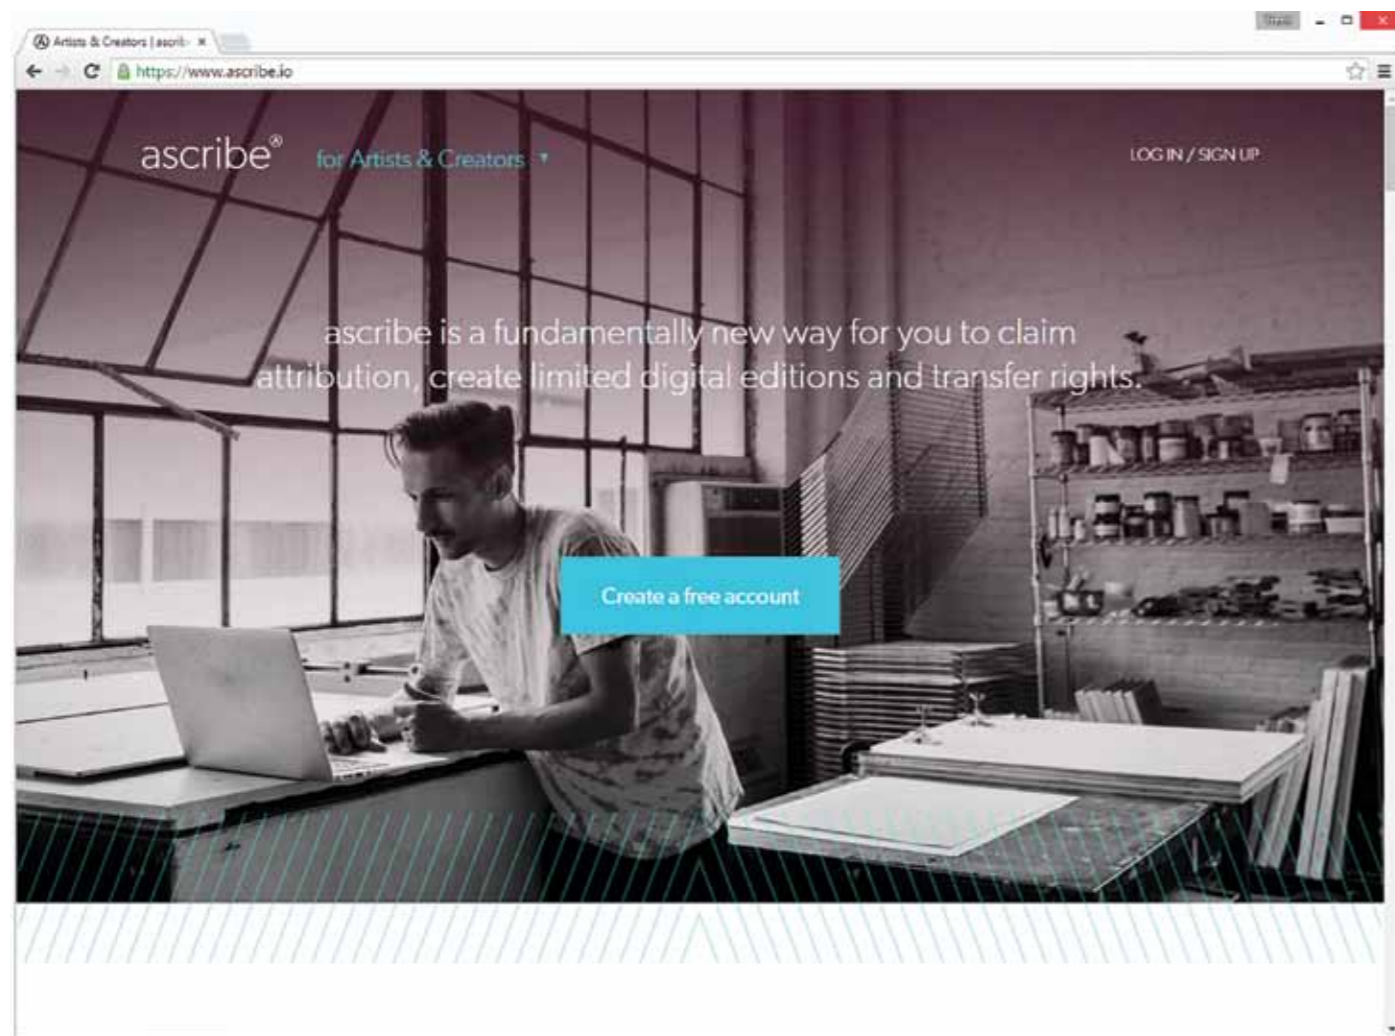 Artists & Creators | ascrib
https://www.ascribe.io
ascribe
for Artists & Creators
LOG IN / SIGN UP
ascribe is a fundamentally new way for you to claim
attribution, create limited digital editions and transfer rights.
Create a free account